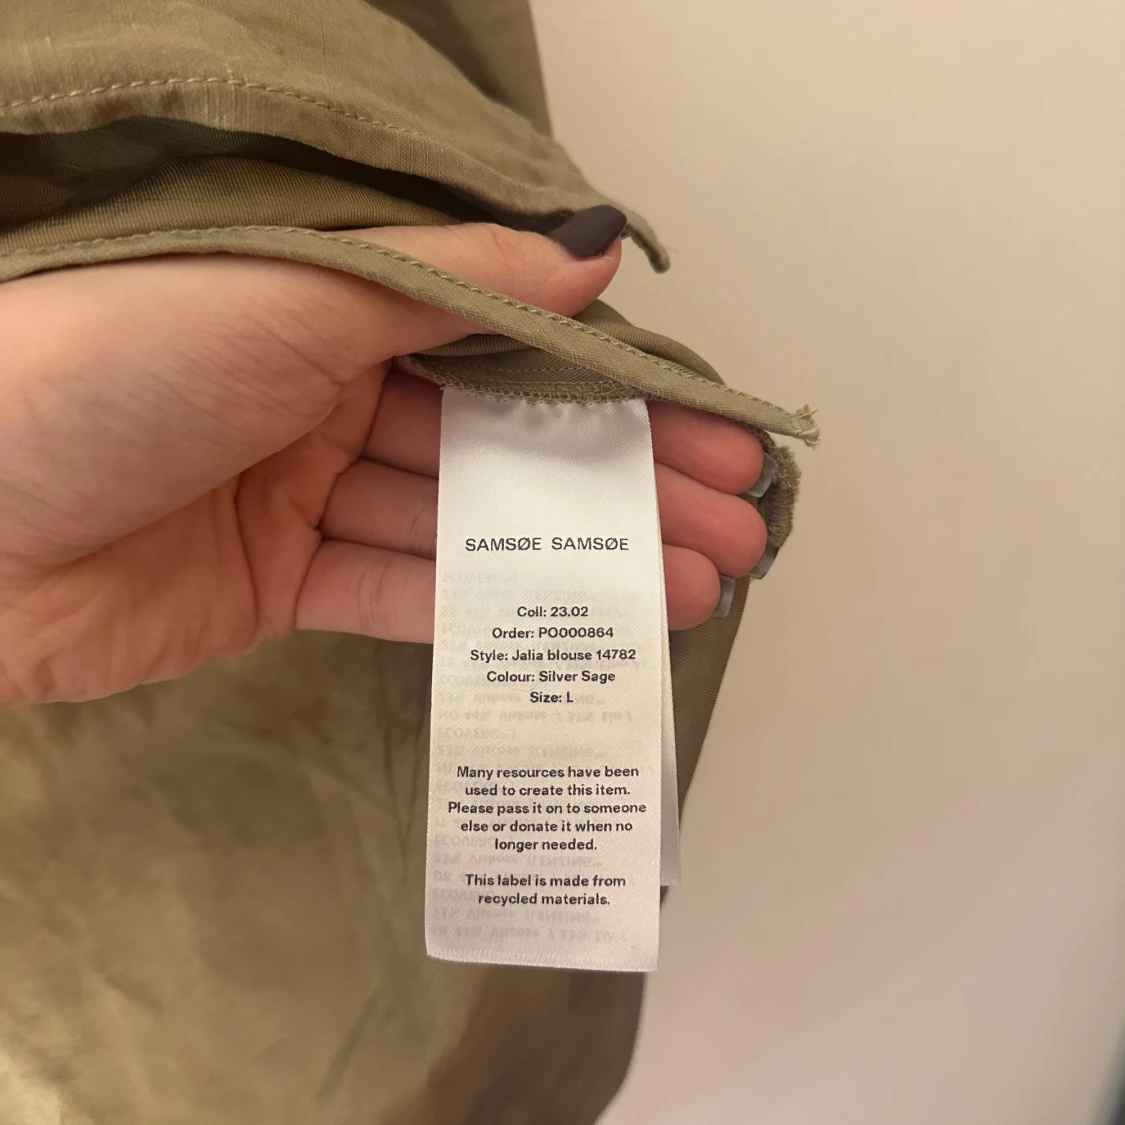 SAMSØE SAMSØE
Coll: 23.02
Order: PO000864
Style: Jalia blouse 14782
Colour: Silver Sage
Size: L
Many resources have been
used to create this item.
Please pass it on to someone
else or donate it when no
longer needed.
This label is made from
recycled materials.